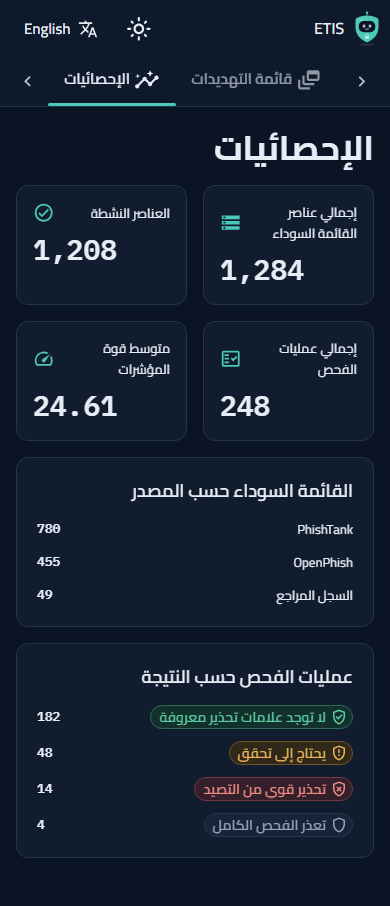 ETIS
English
قائمة التهديدات
الإحصائيات
الإحصائيات
إجمالي عناصر
القائمة السوداء
1,284
العناصر النشطة
1,208
إجمالي عمليات
الفحص
248
متوسط قوة
المؤشرات
24.61
القائمة السوداء حسب المصدر
PhishTank 780
OpenPhish 455
السجل المراجع 49
عمليات الفحص حسب النتيجة
لا توجد علامات تحذير معروفة 182
يحتاج إلى تحقق 48
تحذير قوي من التصيد 14
تعذر الفحص الكامل 4